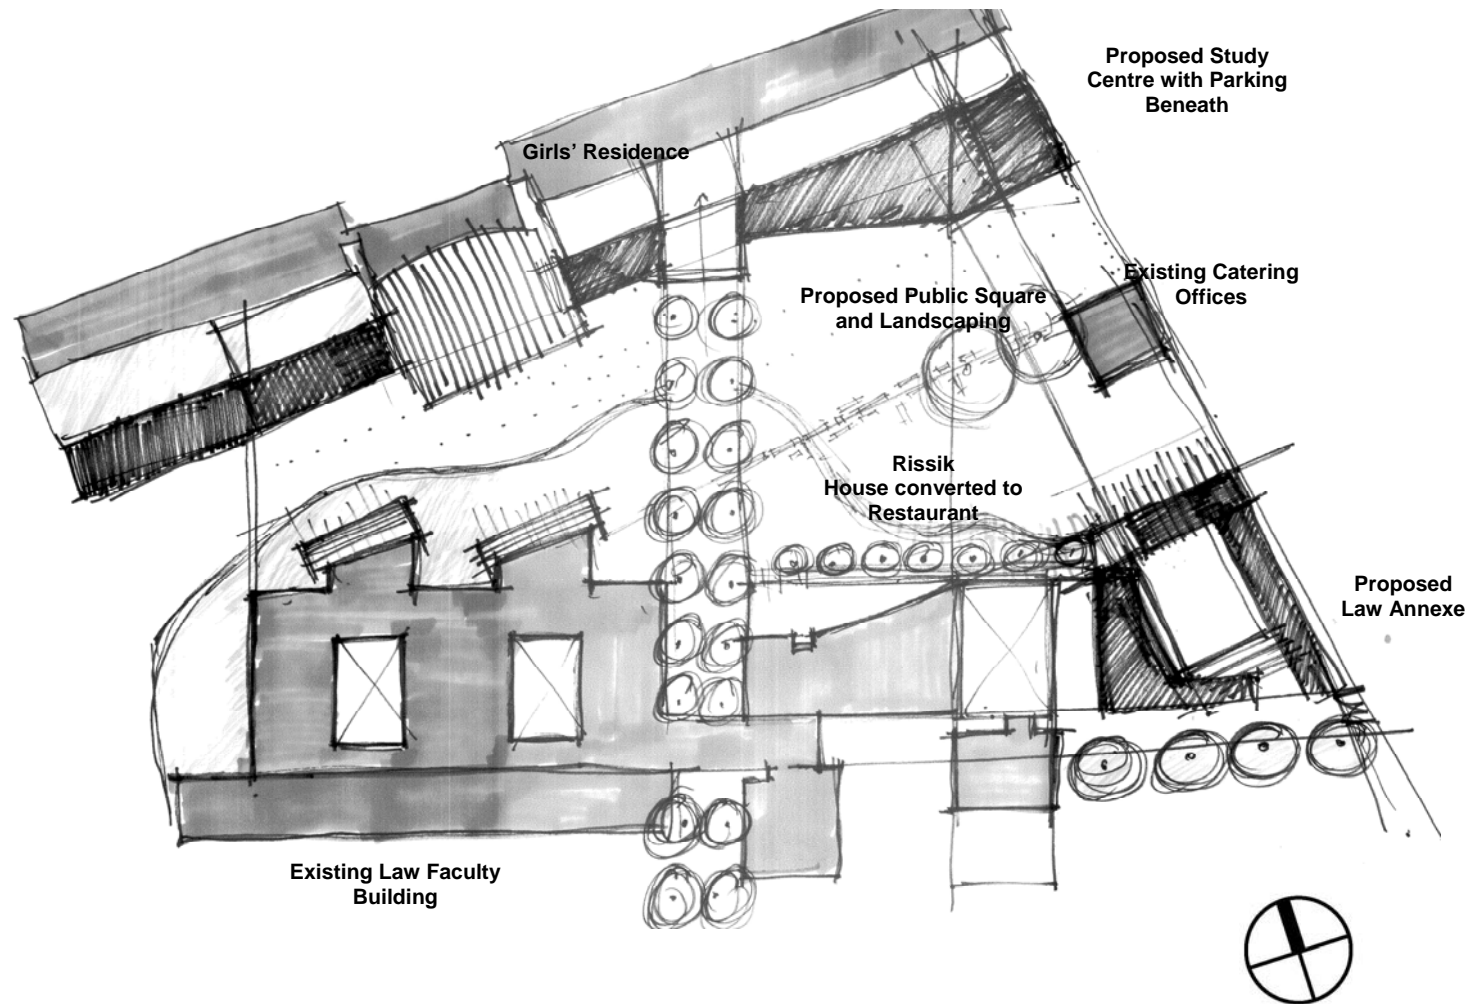 Proposed Study
Centre with Parking
Beneath
Girls’ Residence
Existing Catering
Offices
Proposed Public Square
and Landscaping
Rissik
House converted to
Restaurant
Proposed
Law Annexe
Existing Law Faculty
Building